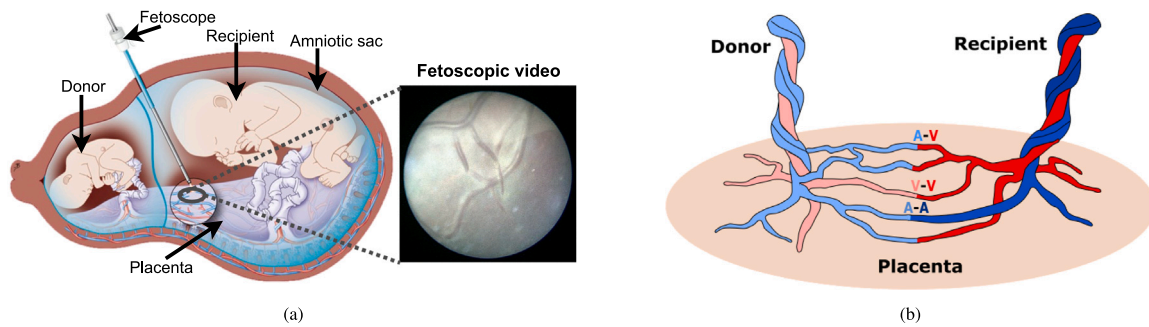 Fetoscope
Recipient
Amniotic sac
Donor
Fetoscopic video
Placenta
(a)
Donor
Recipient
A-V
V-V
A-A
Placenta
(b)